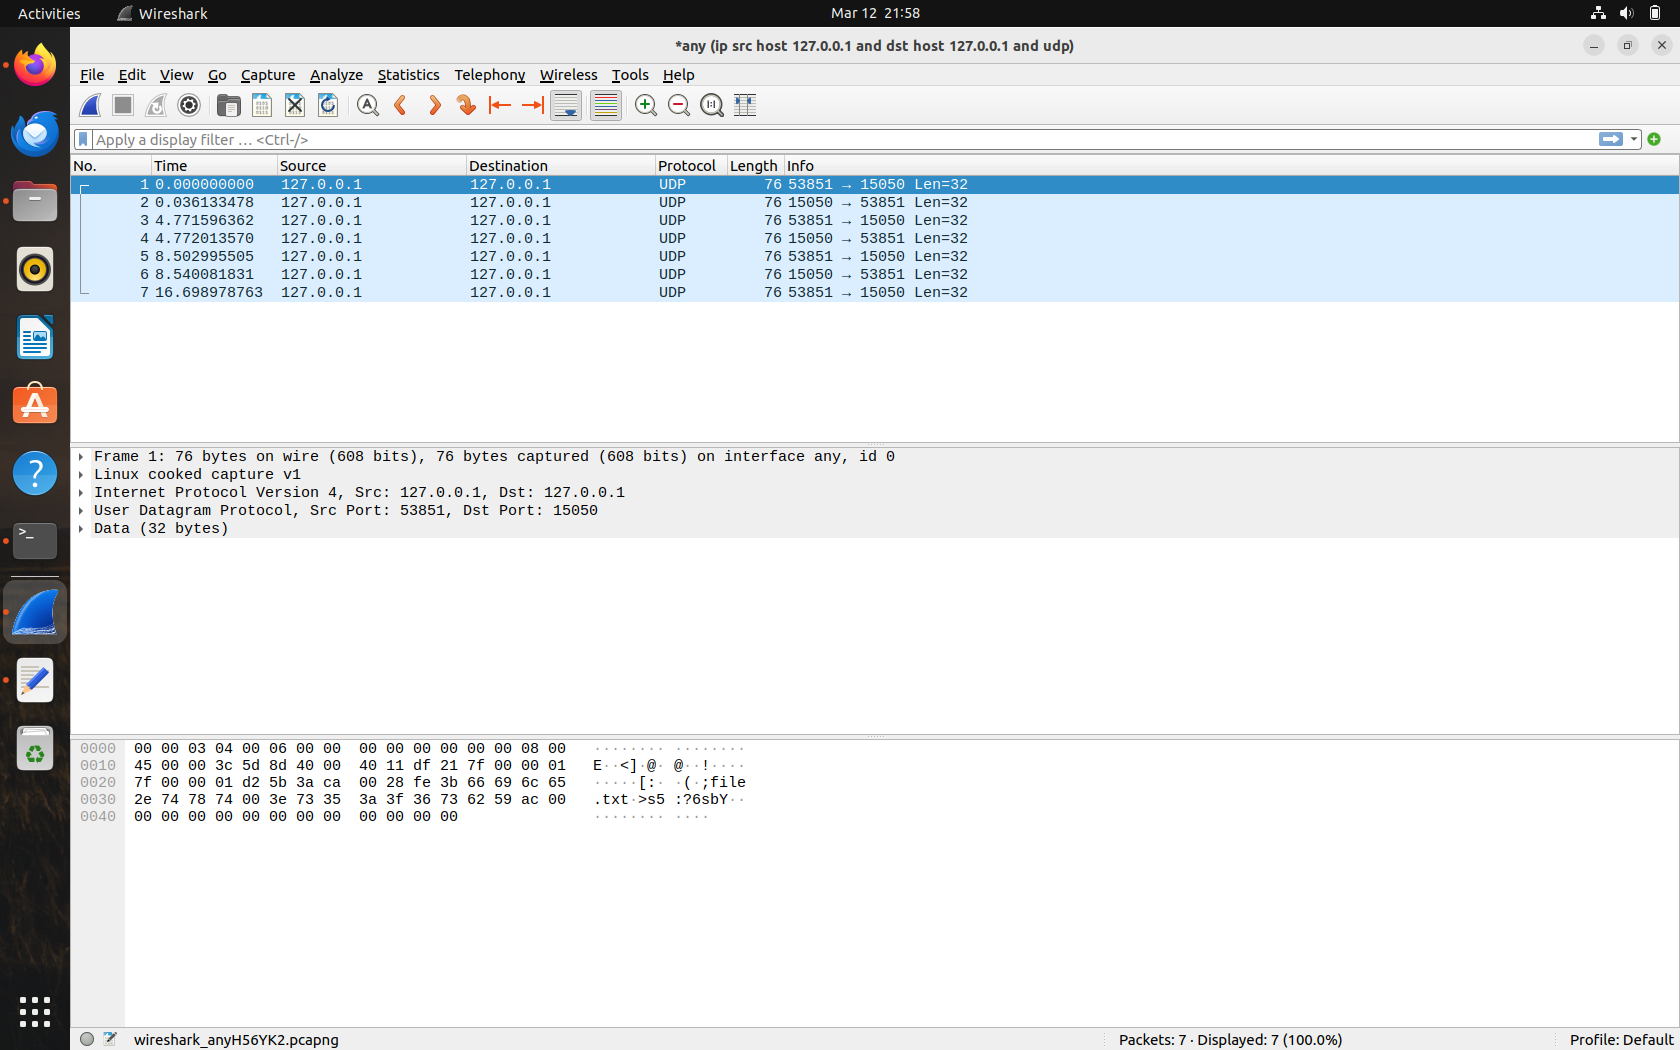 Activities Wireshark Mar 12 21:58
*any (ip src host 127.0.0.1 and dst host 127.0.0.1 and udp)
File Edit View Go Capture Analyze Statistics Telephony Wireless Tools Help
Apply a display filter … <Ctrl-/>
No. Time Source Destination Protocol Length Info
1 0.000000000 127.0.0.1 127.0.0.1 UDP 76 53851 → 15050 Len=32
2 0.036133478 127.0.0.1 127.0.0.1 UDP 76 15050 → 53851 Len=32
3 4.771596362 127.0.0.1 127.0.0.1 UDP 76 53851 → 15050 Len=32
4 4.772013570 127.0.0.1 127.0.0.1 UDP 76 15050 → 53851 Len=32
5 8.502995505 127.0.0.1 127.0.0.1 UDP 76 53851 → 15050 Len=32
6 8.540081831 127.0.0.1 127.0.0.1 UDP 76 15050 → 53851 Len=32
7 16.698978763 127.0.0.1 127.0.0.1 UDP 76 53851 → 15050 Len=32
Frame 1: 76 bytes on wire (608 bits), 76 bytes captured (608 bits) on interface any, id 0
Linux cooked capture v1
Internet Protocol Version 4, Src: 127.0.0.1, Dst: 127.0.0.1
User Datagram Protocol, Src Port: 53851, Dst Port: 15050
Data (32 bytes)
0000 00 00 03 04 00 06 00 00 00 00 00 00 00 00 08 00 ········ ········
0010 45 00 00 3c 5d 8d 40 00 40 11 df 21 7f 00 00 01 E··<]·@· @··!····
0020 7f 00 00 01 d2 5b 3a ca 00 28 fe 3b 66 69 6c 65 ·····[:· ·(·;file
0030 2e 74 78 74 00 3e 73 35 3a 3f 36 73 62 59 ac 00 .txt·>s5 :?6sbY··
0040 00 00 00 00 00 00 00 00 00 00 00 00 ········ ····
wireshark_anyH56YK2.pcapng Packets: 7 · Displayed: 7 (100.0%) Profile: Default